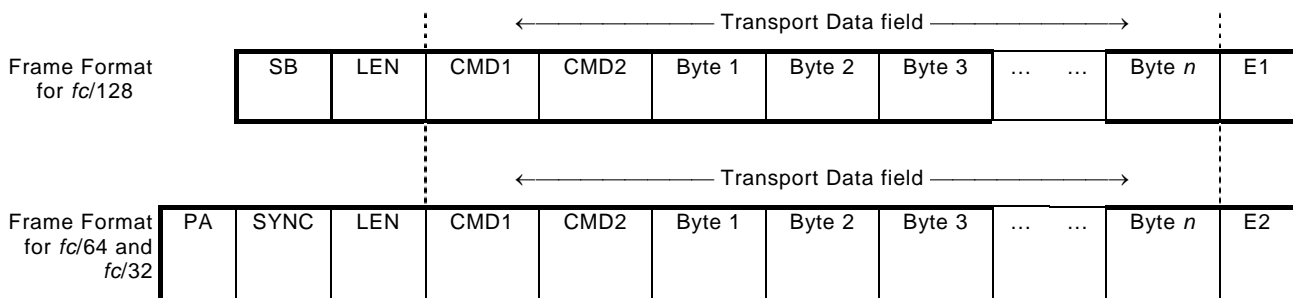 ← Transport Data field →
Frame Format SB LEN CMD1 CMD2 Byte 1 Byte 2 Byte 3 … … Byte n E1
for fc/128
← Transport Data field →
Frame Format PA SYNC LEN CMD1 CMD2 Byte 1 Byte 2 Byte 3 … … Byte n E2
for fc/64 and
fc/32